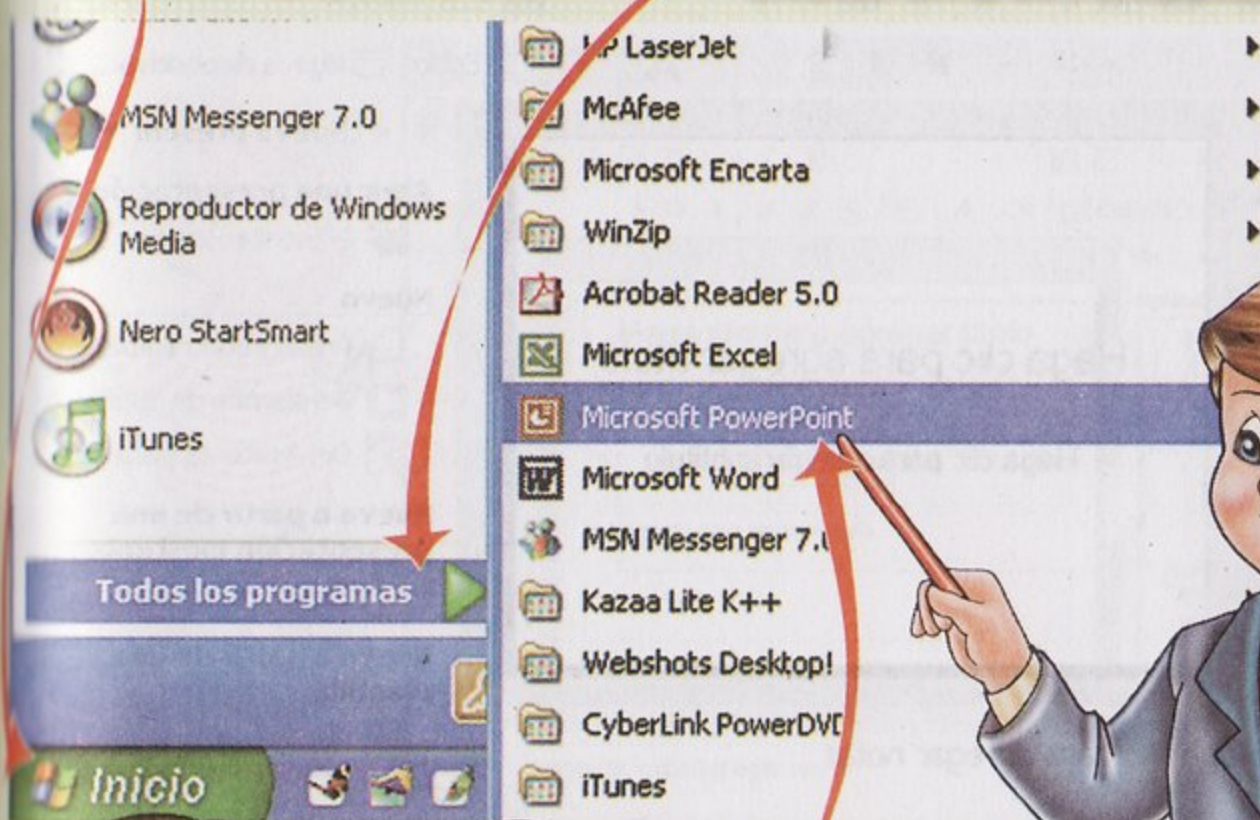 MSN Messenger 7.0
Reproductor de Windows
Media
Nero StartSmart
iTunes
Todos los programas
Inicio
HP LaserJet
McAfee
Microsoft Encarta
WinZip
Acrobat Reader 5.0
Microsoft Excel
Microsoft PowerPoint
Microsoft Word
MSN Messenger 7.0
Kazaa Lite K++
Webshots Desktop!
CyberLink PowerDVD
iTunes